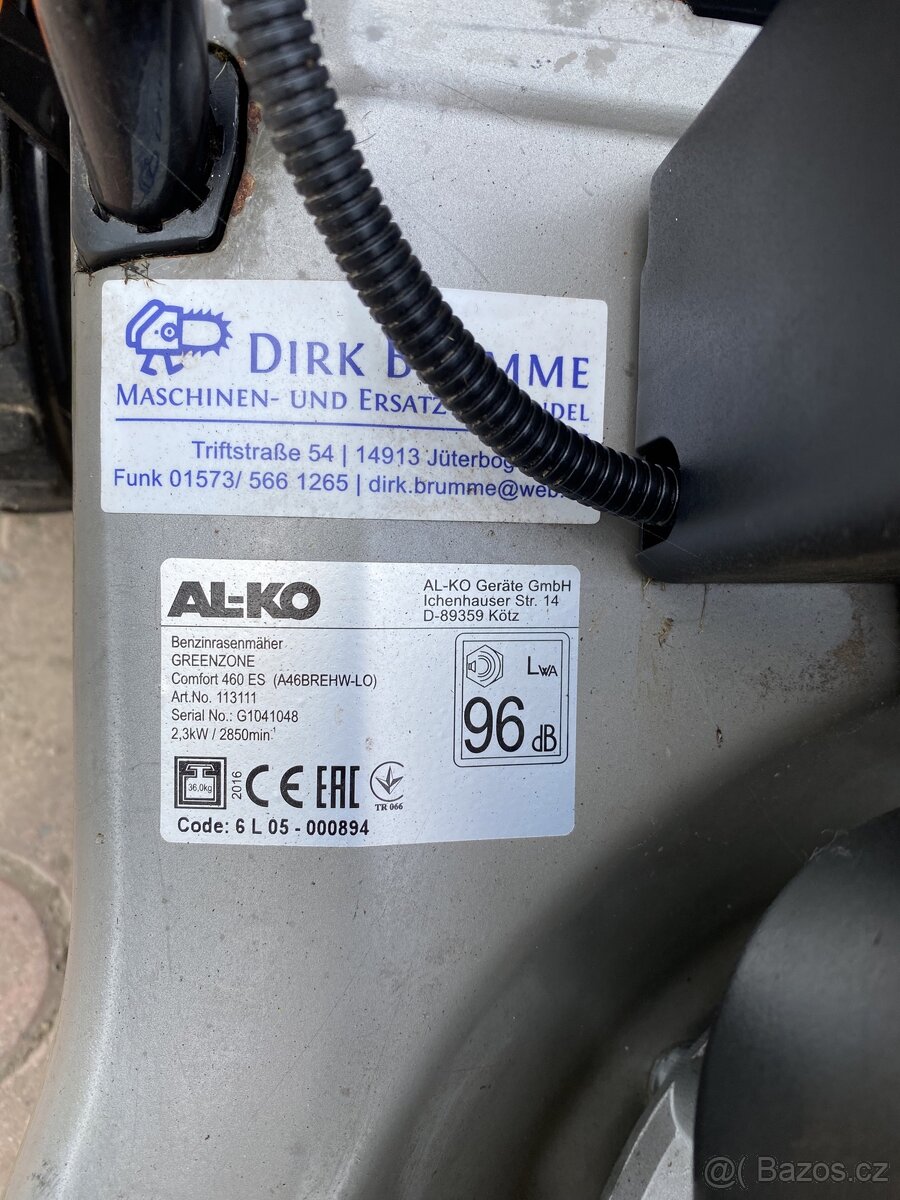 DIRK BRUMME
MASCHINEN- UND ERSATZ
Triftstraße 54 | 14913 Jüterbog
Funk 01573/ 566 1265 | dirk.brumme@web.
AL-KO
AL-KO Geräte GmbH
Ichenhauser Str. 14
D-89359 Kötz
Benzinrasenmäher
GREENZONE
Comfort 460 ES (A46BREHW-LO)
Art.No. 113111
Serial No.: G1041048
2,3kW / 2850min⁻¹
LWA
96 dB
36,0kg
2016
CE EAC
TR 066
Code: 6 L 05 - 000894
@( Bazos.cz